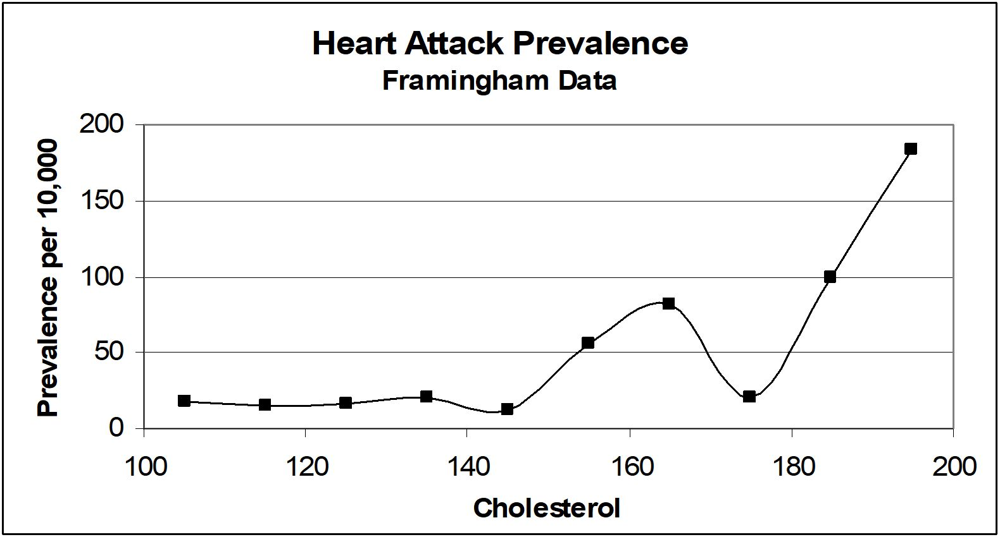 Heart Attack Prevalence
Framingham Data
Prevalence per 10,000
200
150
100
50
0
100 120 140 160 180 200
Cholesterol